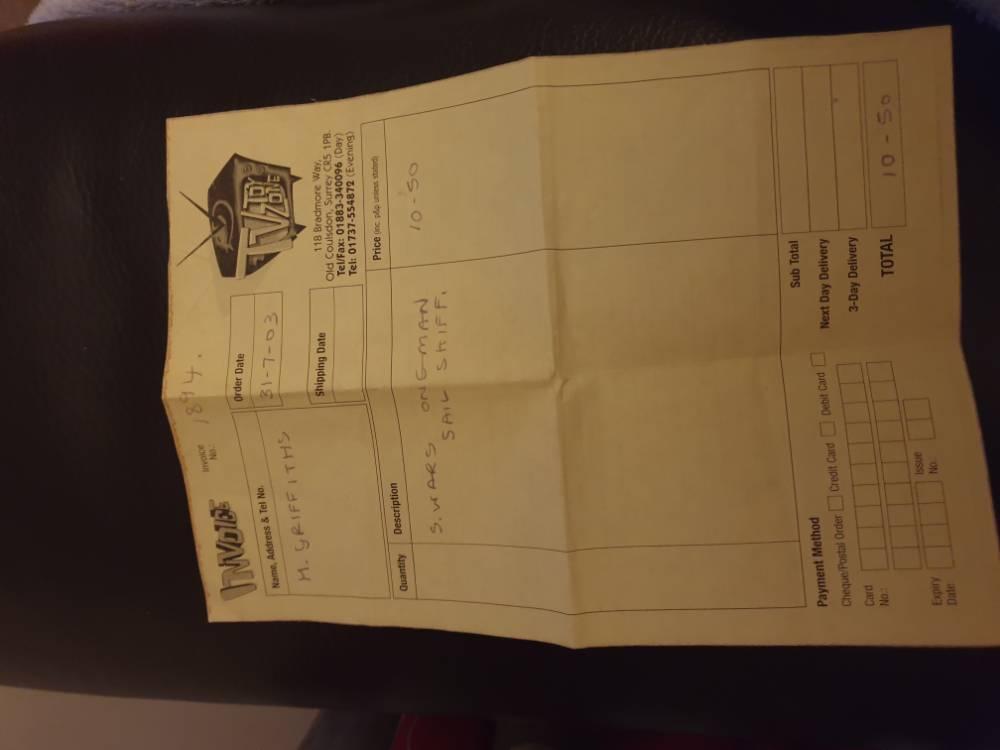 INVOICE
Invoice No.: 1894.
TV TOY ZONE
118 Bradmore Way,
Old Coulsdon, Surrey CR5 1PB.
Tel/Fax: 01883-340096 (Day)
Tel: 01737-554872 (Evening)
Name, Address & Tel No.
M. GRIFFITHS
Order Date
31-7-03
Shipping Date
Quantity Description Price (inc. p&p unless stated)
S. WARS ONE-MAN 10-50
SAIL SKIFF.
Payment Method
Cheque/Postal Order Credit Card Debit Card
Card No.:
Expiry Date
Issue No.:
Sub Total
Next Day Delivery
3-Day Delivery
TOTAL 10-50